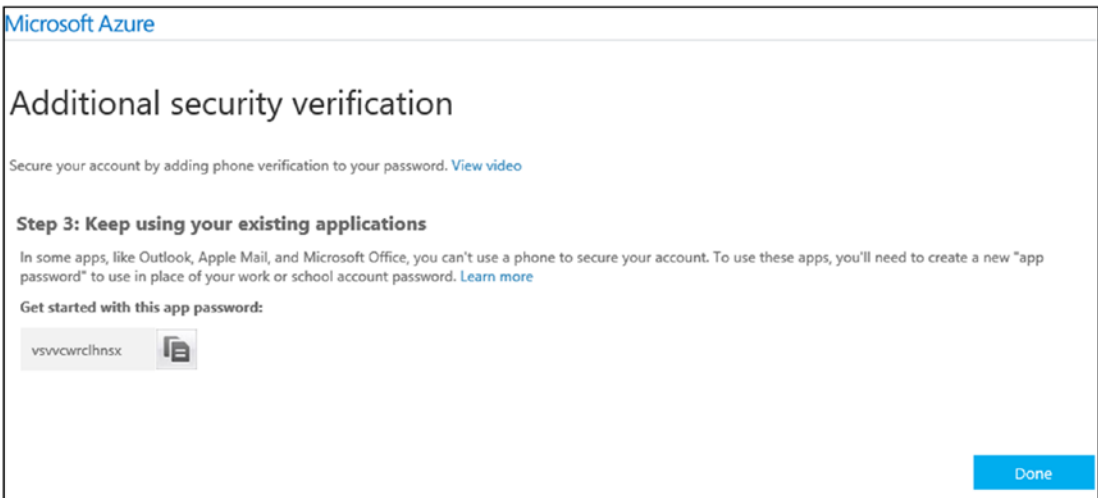 Microsoft Azure
Additional security verification
Secure your account by adding phone verification to your password. View video
Step 3: Keep using your existing applications
In some apps, like Outlook, Apple Mail, and Microsoft Office, you can't use a phone to secure your account. To use these apps, you'll need to create a new "app
password" to use in place of your work or school account password. Learn more
Get started with this app password:
vsvvcwrclhnsx
Done